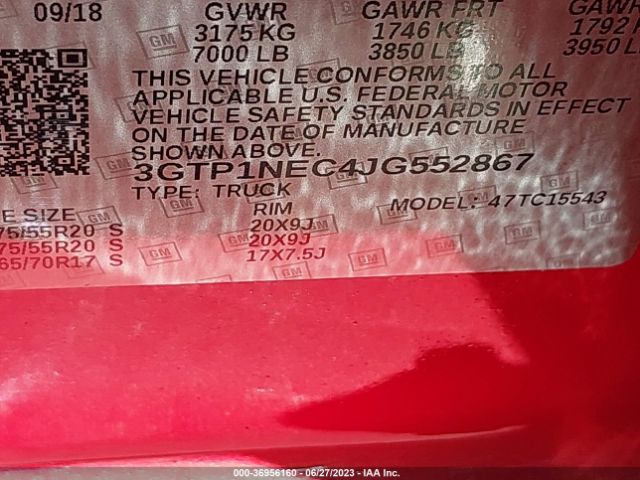 09/18 GVWR GAWR FRT GAWR
3175 KG 1746 KG 1792
7000 LB 3850 LB 3950
THIS VEHICLE CONFORMS TO ALL
APPLICABLE U.S. FEDERAL MOTOR
VEHICLE SAFETY STANDARDS IN EFFECT
ON THE DATE OF MANUFACTURE
SHOWN ABOVE.
3GTP1NEC4JG552867
TYPE: TRUCK MODEL: 47TC15543
E SIZE RIM
75/55R20 S 20X9J
75/55R20 S 20X9J
65/70R17 S 17X7.5J
000-36956160 - 06/27/2023 - IAA Inc.